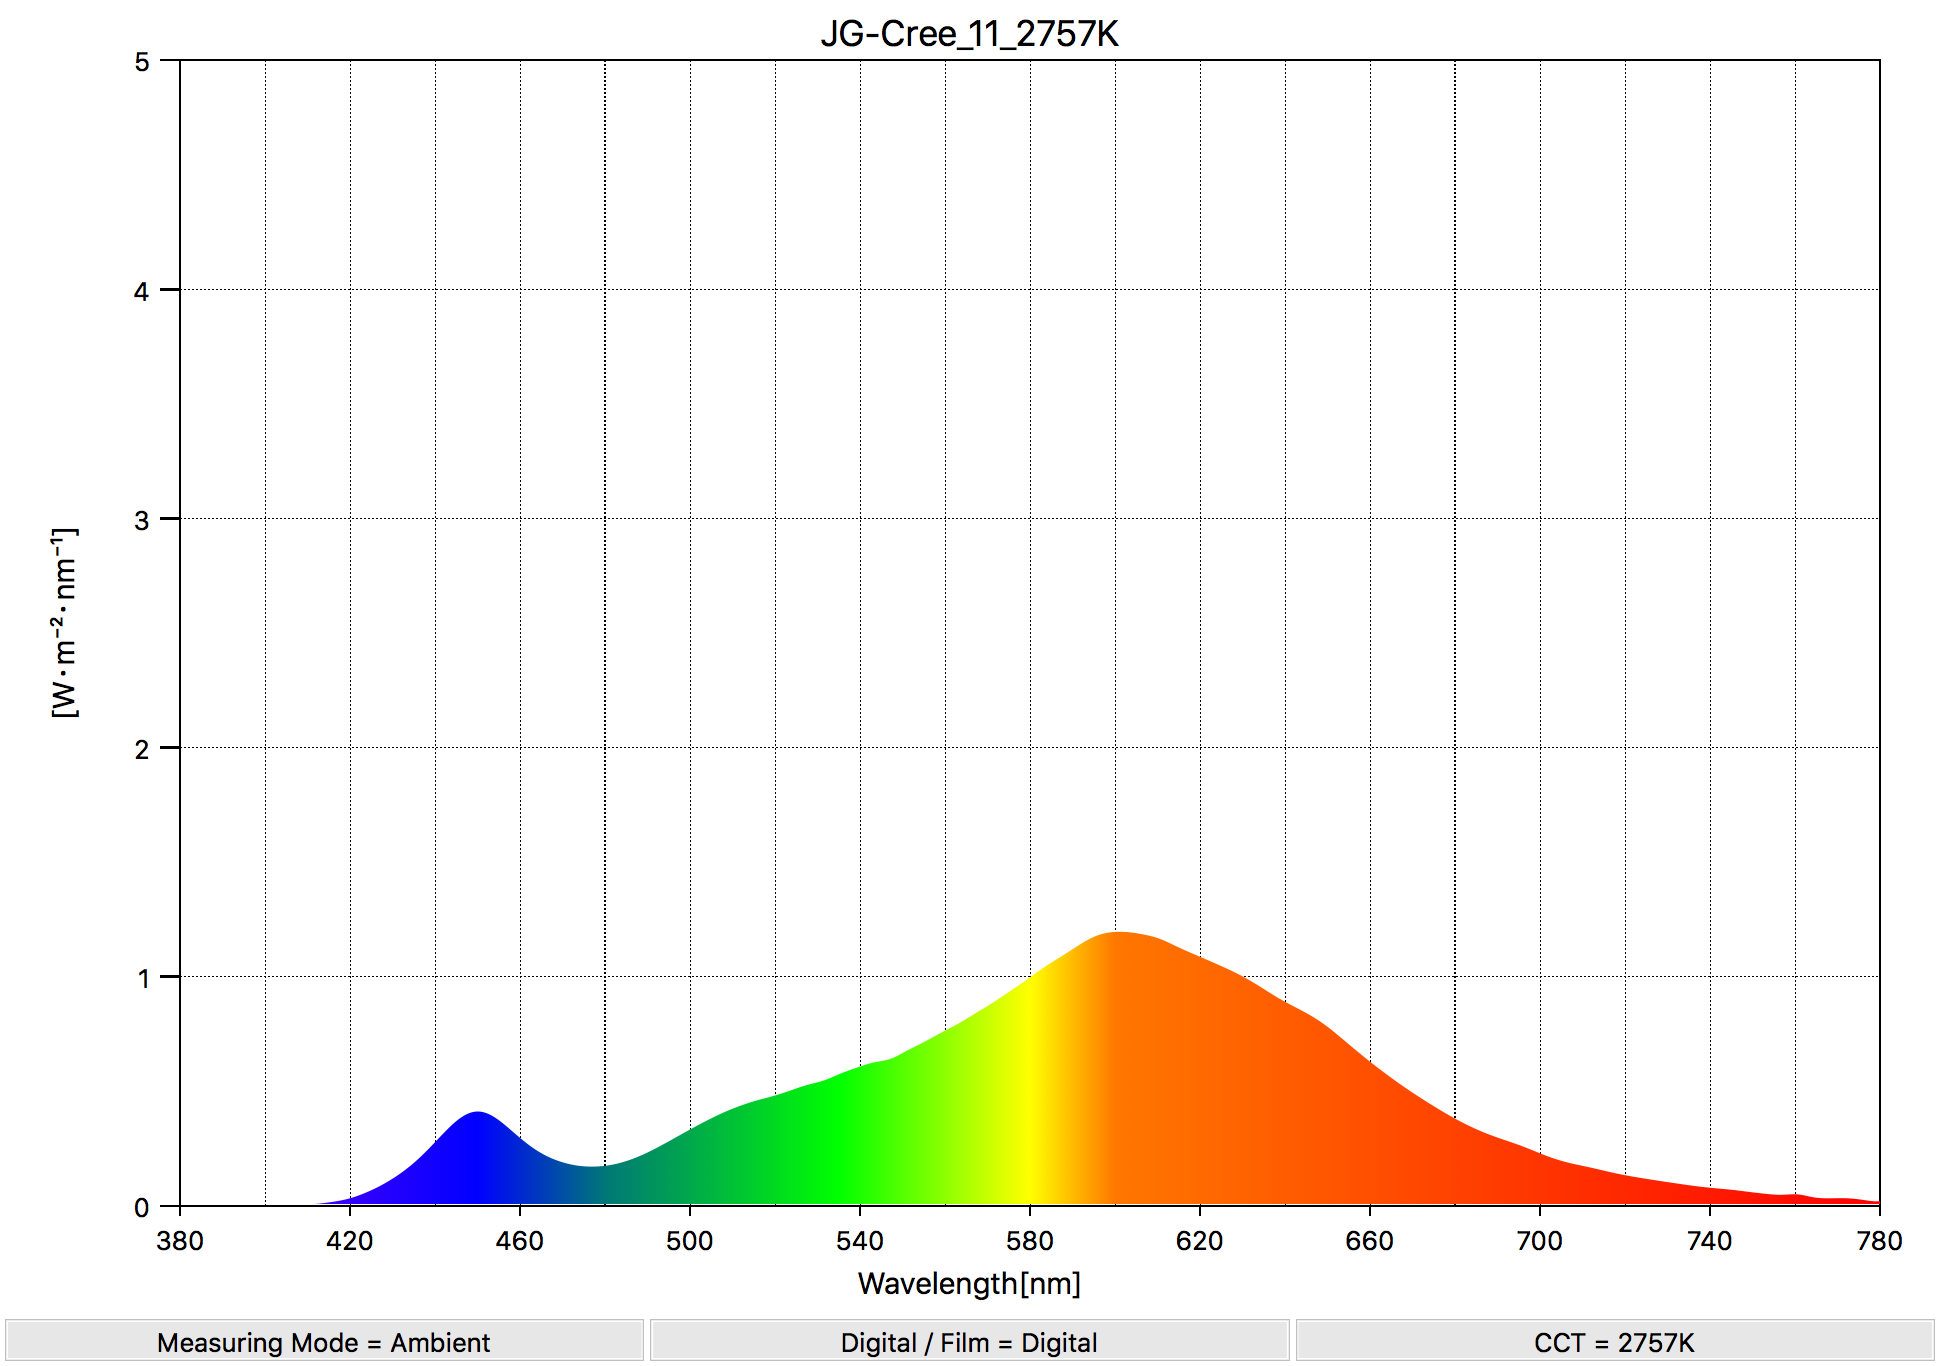 JG-Cree_11_2757K
5
4
3
2
1
0
[W·m⁻²·nm⁻¹]
380 420 460 500 540 580 620 660 700 740 780
Wavelength[nm]
Measuring Mode = Ambient
Digital / Film = Digital
CCT = 2757K